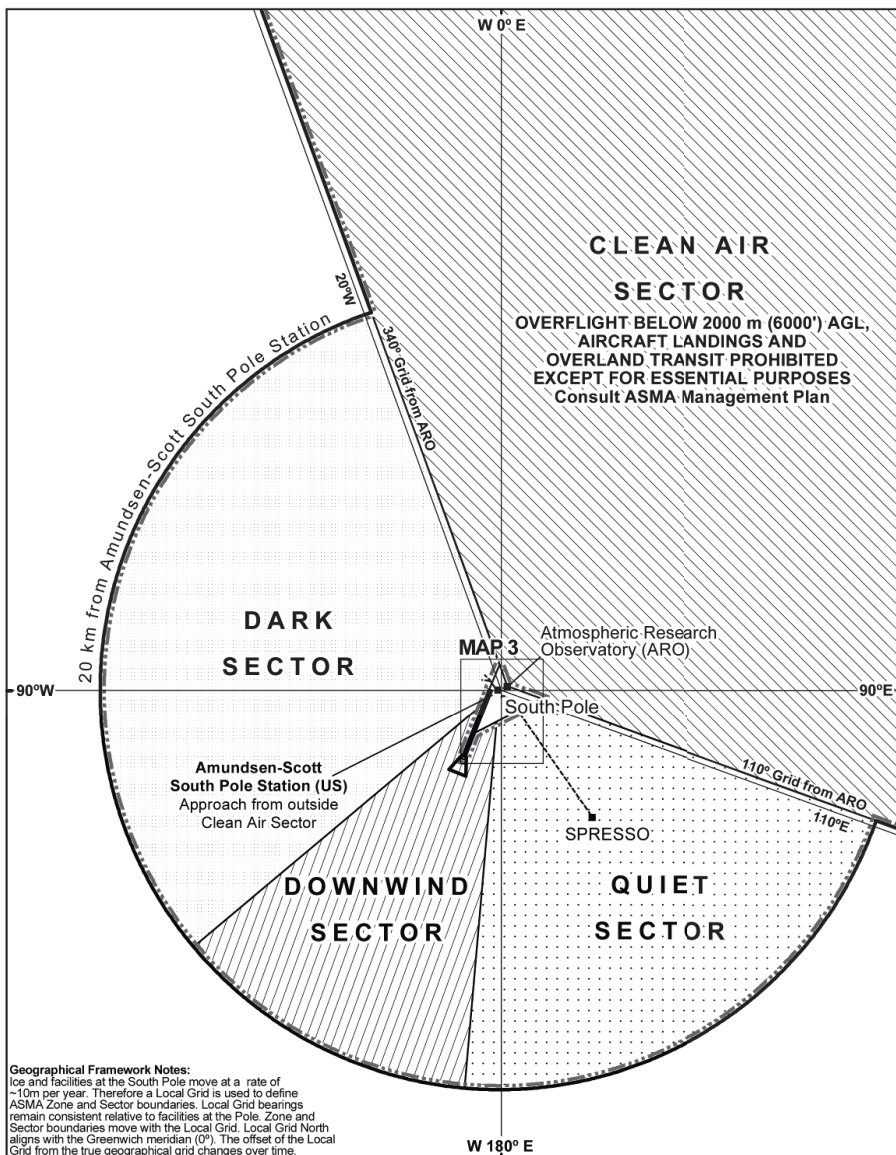 W 0º E
CLEAN AIR
SECTOR
OVERFLIGHT BELOW 2000 m (6000') AGL,
AIRCRAFT LANDINGS AND
OVERLAND TRANSIT PROHIBITED
EXCEPT FOR ESSENTIAL PURPOSES
Consult ASMA Management Plan
20ºW
340º Grid from ARO
20 km from Amundsen-Scott South Pole Station
DARK
SECTOR
MAP 3
Atmospheric Research
Observatory (ARO)
90ºW
90ºE
South Pole
Amundsen-Scott
South Pole Station (US)
Approach from outside
Clean Air Sector
110º Grid from ARO
110ºE
SPRESSO
DOWNWIND
SECTOR
QUIET
SECTOR
Geographical Framework Notes:
Ice and facilities at the South Pole move at a rate of
~10m per year. Therefore a Local Grid is used to define
ASMA Zone and Sector boundaries. Local Grid bearings
remain consistent relative to facilities at the Pole. Zone and
Sector boundaries move with the Local Grid. Local Grid North
aligns with the Greenwich meridian (0º). The offset of the Local
Grid from the true geographical grid changes over time.
W 180º E